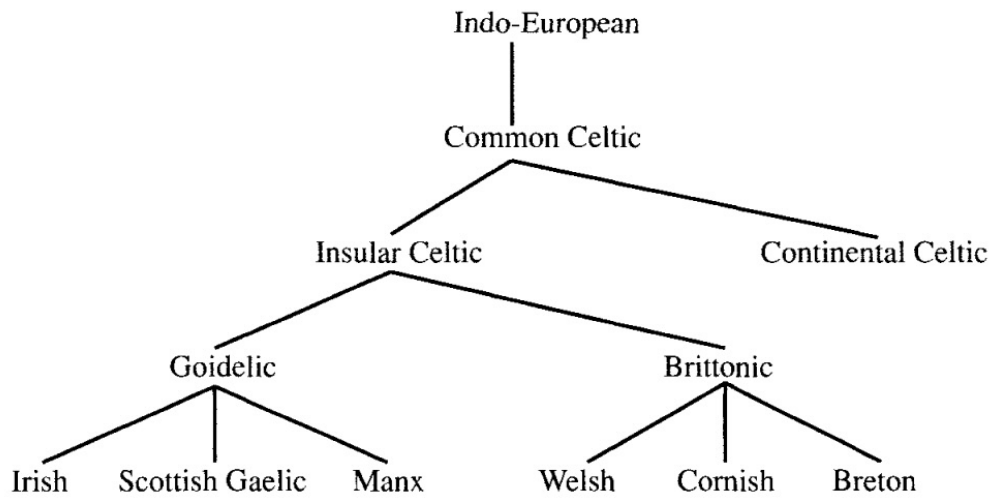 Indo-European
Common Celtic
Insular Celtic Continental Celtic
Goidelic Brittonic
Irish Scottish Gaelic Manx Welsh Cornish Breton